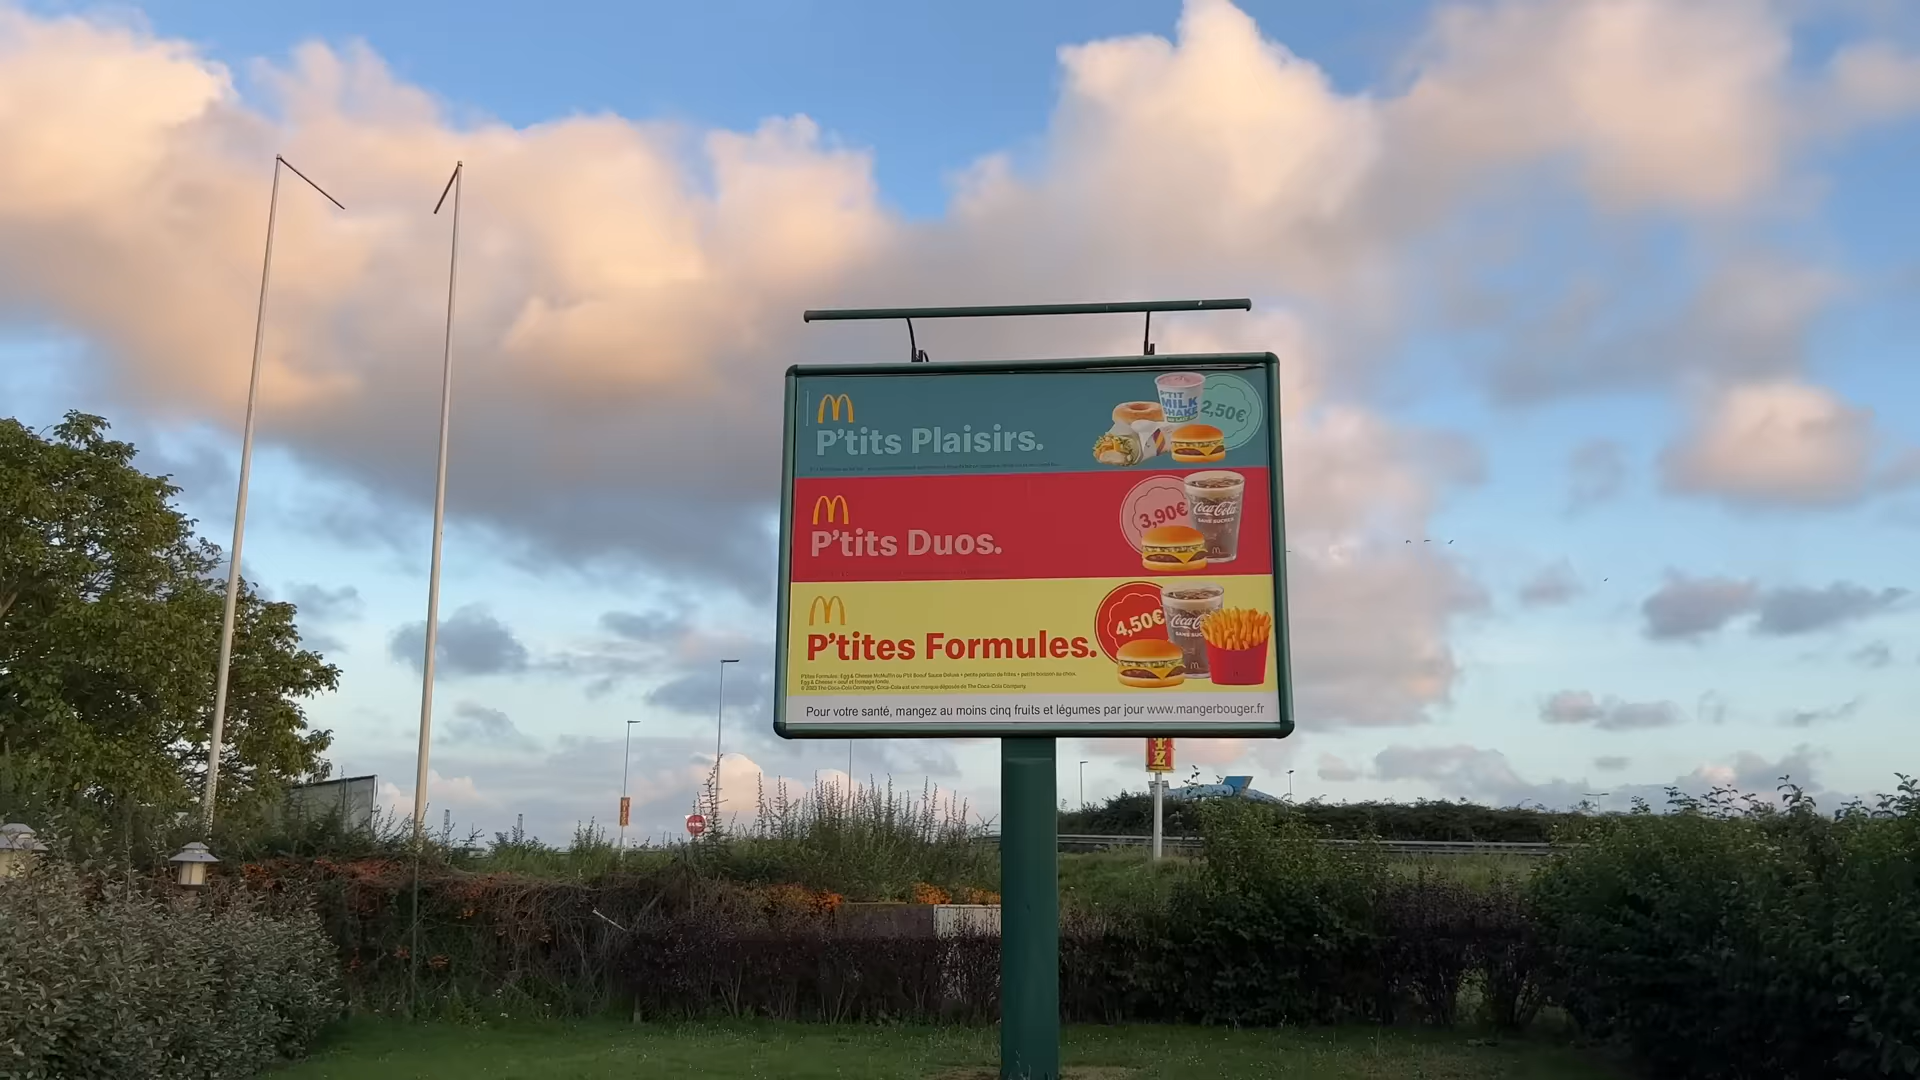 P'tits Plaisirs.
P'TIT
MILK
SHAKE
2,50€
P'tits Duos.
3,90€
Coca-Cola
SANS SUCRES
P'tites Formules.
4,50€
Coca-Cola
SANS SUCRES
P'tites Formules: Egg & Cheese McMuffin ou P'tit Bœuf Sauce Deluxe + petite portion de frites + petite boisson au choix.
Egg & Cheese = œuf et fromage fondu.
© 2023 The Coca-Cola Company. Coca-Cola est une marque déposée de The Coca-Cola Company.
Pour votre santé, mangez au moins cinq fruits et légumes par jour www.mangerbouger.fr